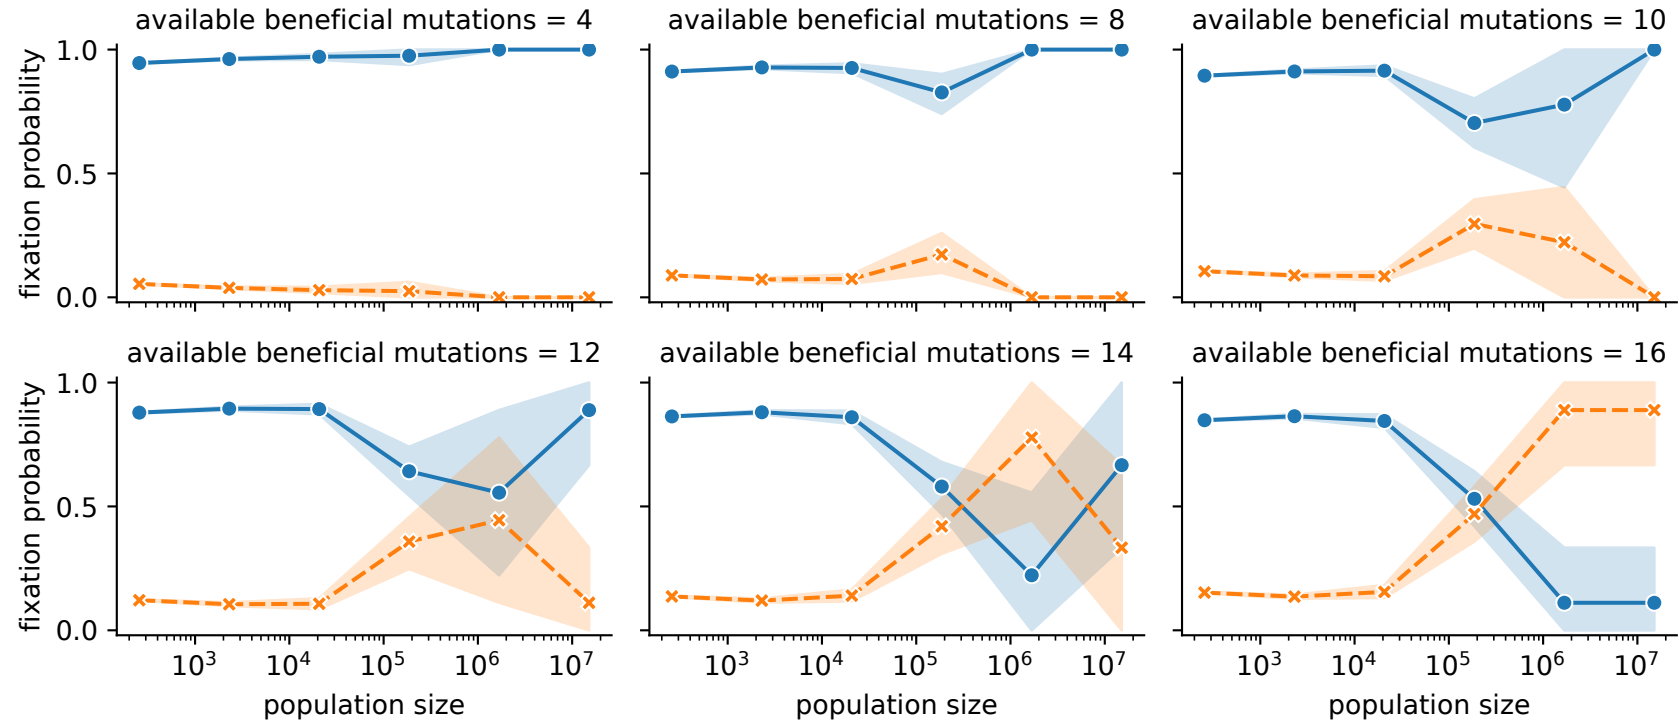 available beneficial mutations = 4
available beneficial mutations = 8
available beneficial mutations = 10
fixation probability
1.0
0.5
0.0
available beneficial mutations = 12
available beneficial mutations = 14
available beneficial mutations = 16
fixation probability
1.0
0.5
0.0
10³ 10⁴ 10⁵ 10⁶ 10⁷
10³ 10⁴ 10⁵ 10⁶ 10⁷
10³ 10⁴ 10⁵ 10⁶ 10⁷
population size
population size
population size